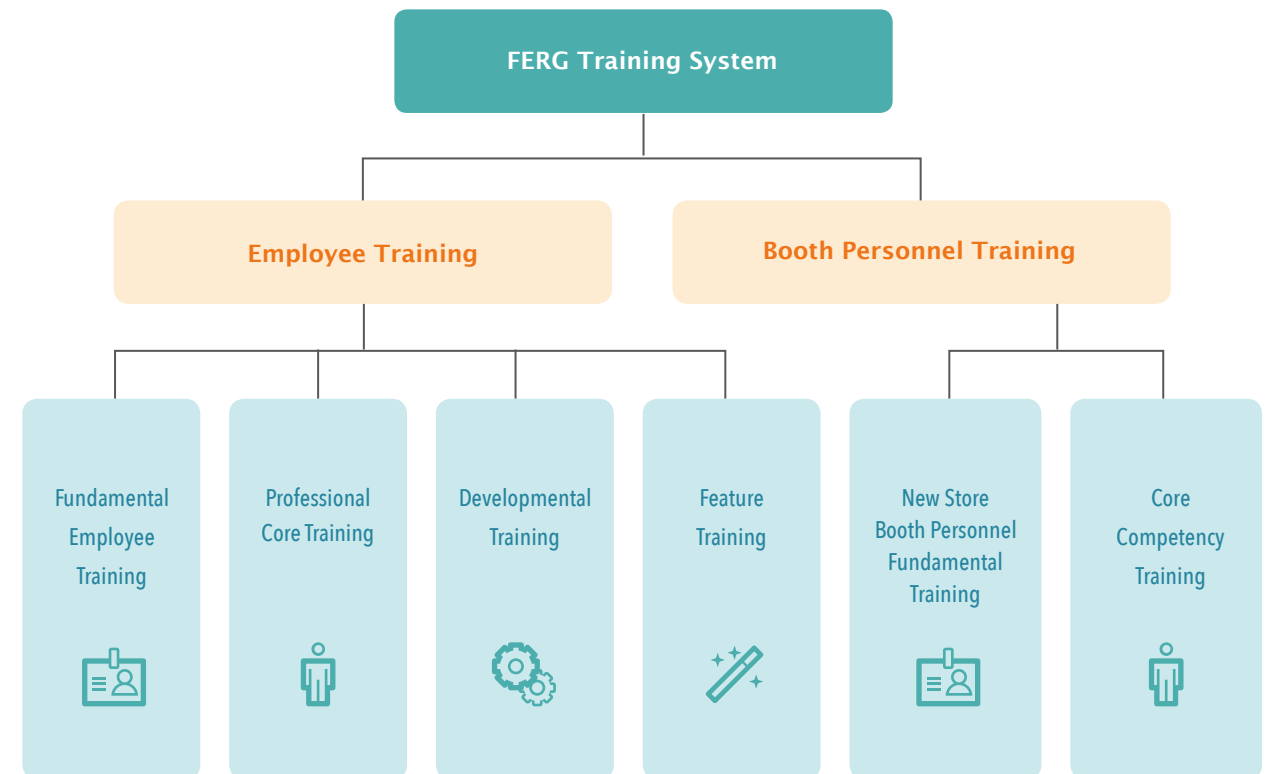 FERG Training System
Employee Training
Booth Personnel Training
Fundamental
Employee
Training
Professional
Core Training
Developmental
Training
Feature
Training
New Store
Booth Personnel
Fundamental
Training
Core
Competency
Training